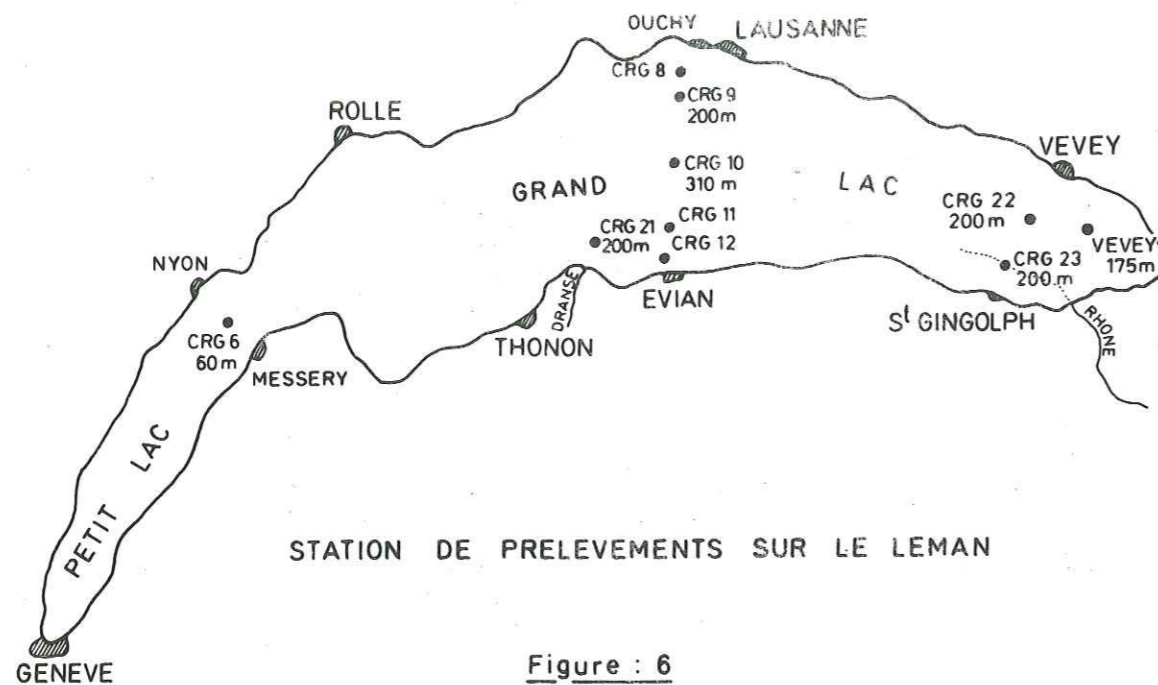 OUCHY
LAUSANNE
CRG 8
CRG 9
200m
ROLLE
VEVEY
CRG 10
310 m
GRAND
LAC
CRG 22
200m
CRG 11
CRG 21
200m
CRG 12
VEVEY
175m
CRG 23
200m
NYON
DRANSE
EVIAN
St GINGOLPH
RHONE
CRG 6
60m
THONON
MESSERY
PETIT LAC
STATION DE PRELEVEMENTS SUR LE LEMAN
GENEVE
Figure : 6